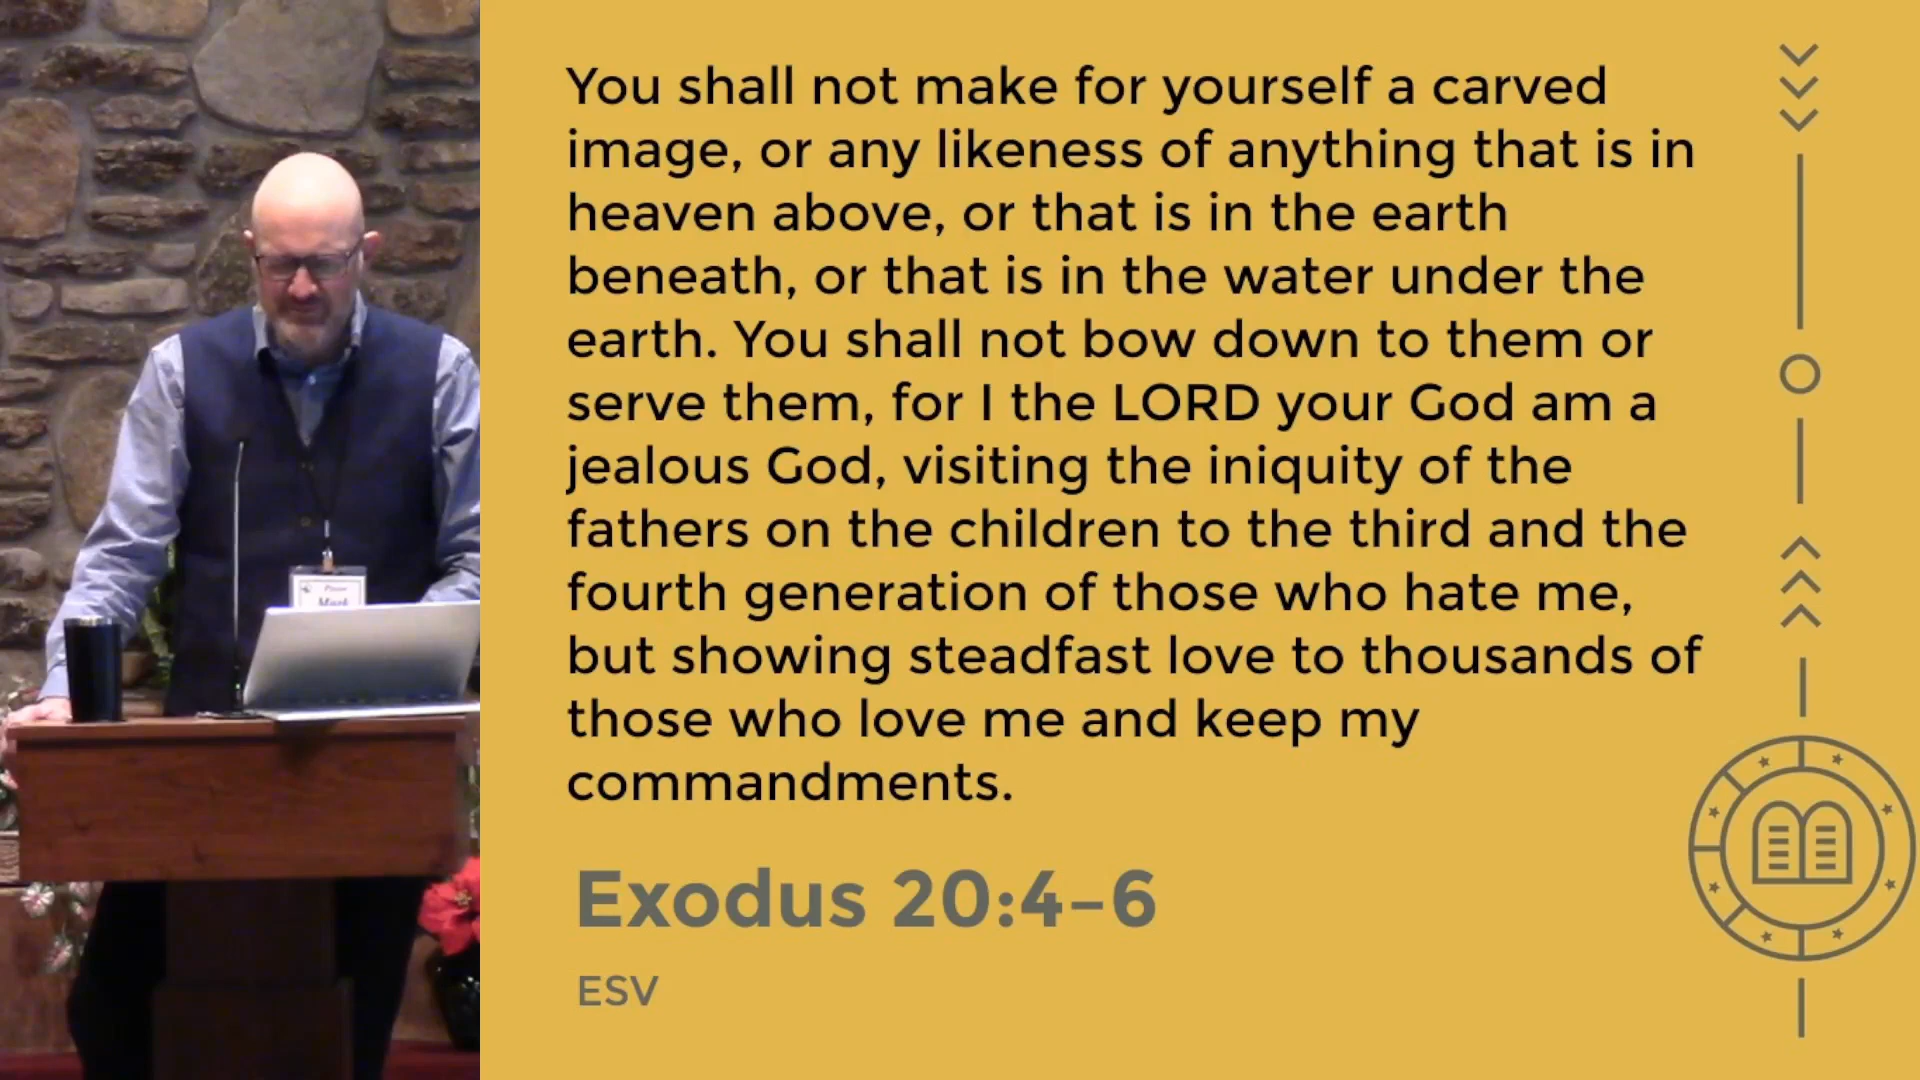 You shall not make for yourself a carved
image, or any likeness of anything that is in
heaven above, or that is in the earth
beneath, or that is in the water under the
earth. You shall not bow down to them or
serve them, for I the LORD your God am a
jealous God, visiting the iniquity of the
fathers on the children to the third and the
fourth generation of those who hate me,
but showing steadfast love to thousands of
those who love me and keep my
commandments.
Exodus 20:4–6
ESV
Mark